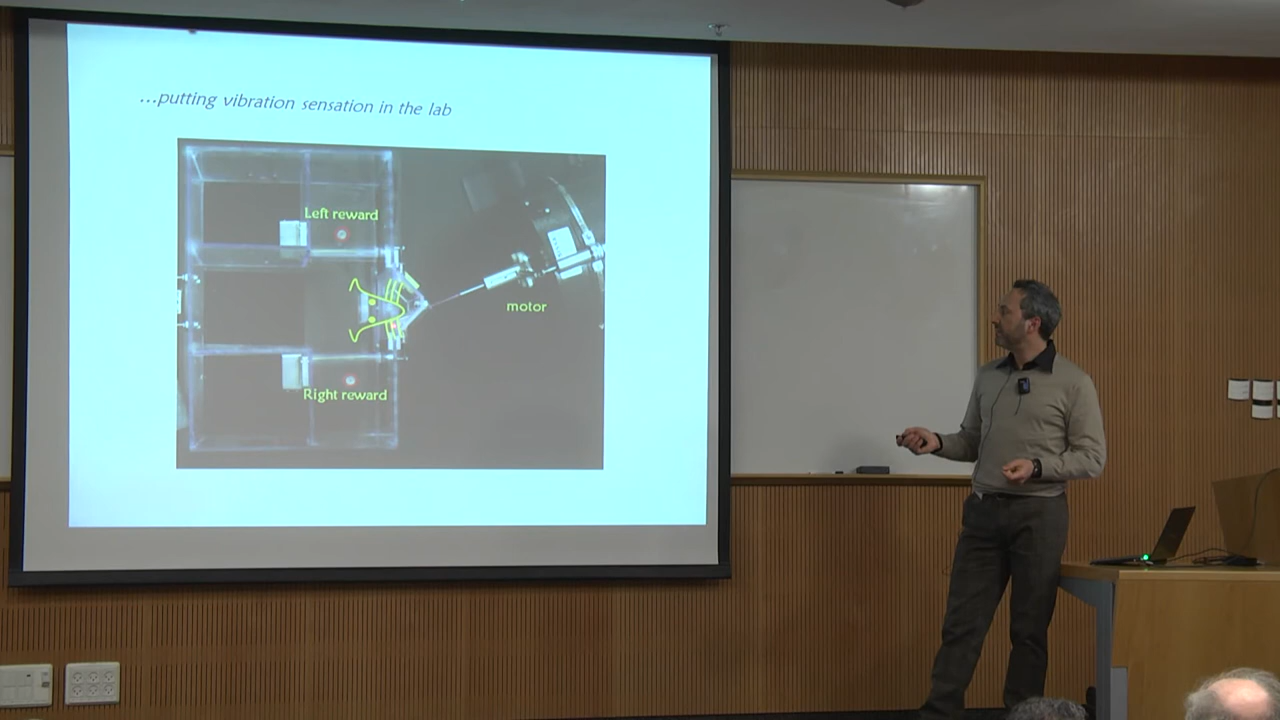 ...putting vibration sensation in the lab
Left reward
motor
Right reward